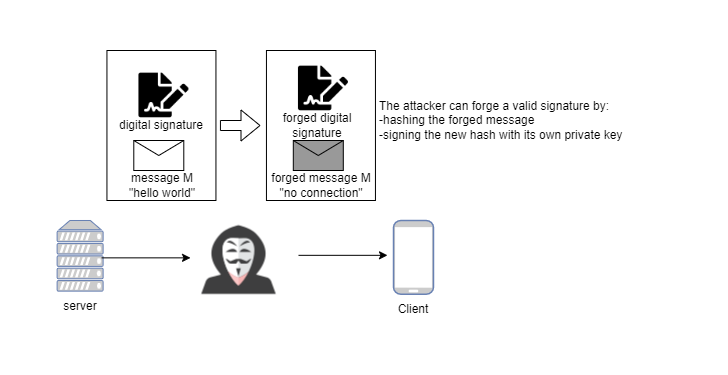 digital signature
message M
"hello world"
forged digital
signature
forged message M
"no connection"
The attacker can forge a valid signature by:
-hashing the forged message
-signing the new hash with its own private key
server
Client